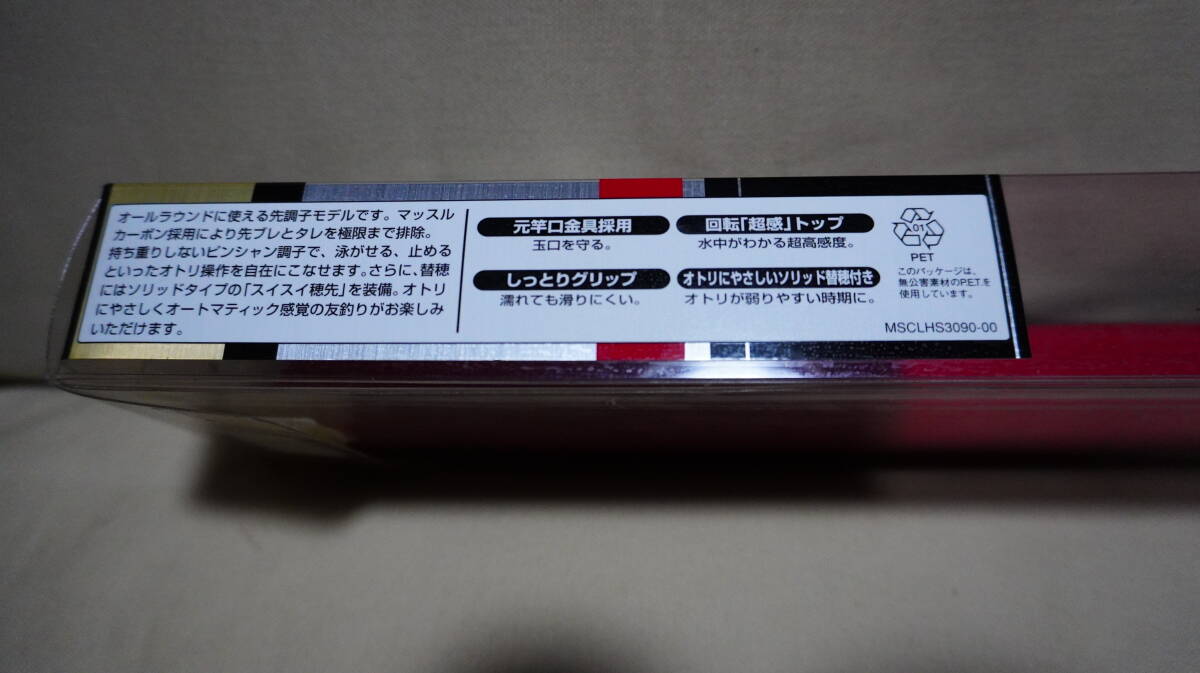 オールラウンドに使える先調子モデルです。マッスル
カーボン採用により先ブレとタレを極限まで排除。
持ち重りしないビンシャン調子で、泳がせる、止める
といったオトリ操作を自在にこなせます。さらに、替穂
にはソリッドタイプの「スイスイ穂先」を装備。オトリ
にやさしくオートマティック感覚の友釣りがお楽しみ
いただけます。
元竿口金具採用
玉口を守る。
回転「超感」トップ
水中がわかる超高感度。
しっとりグリップ
濡れても滑りにくい。
オトリにやさしいソリッド替穂付き
オトリが弱りやすい時期に。
01
PET
このパッケージは、
無公害素材のP.E.T.を
使用しています。
MSCLHS3090-00